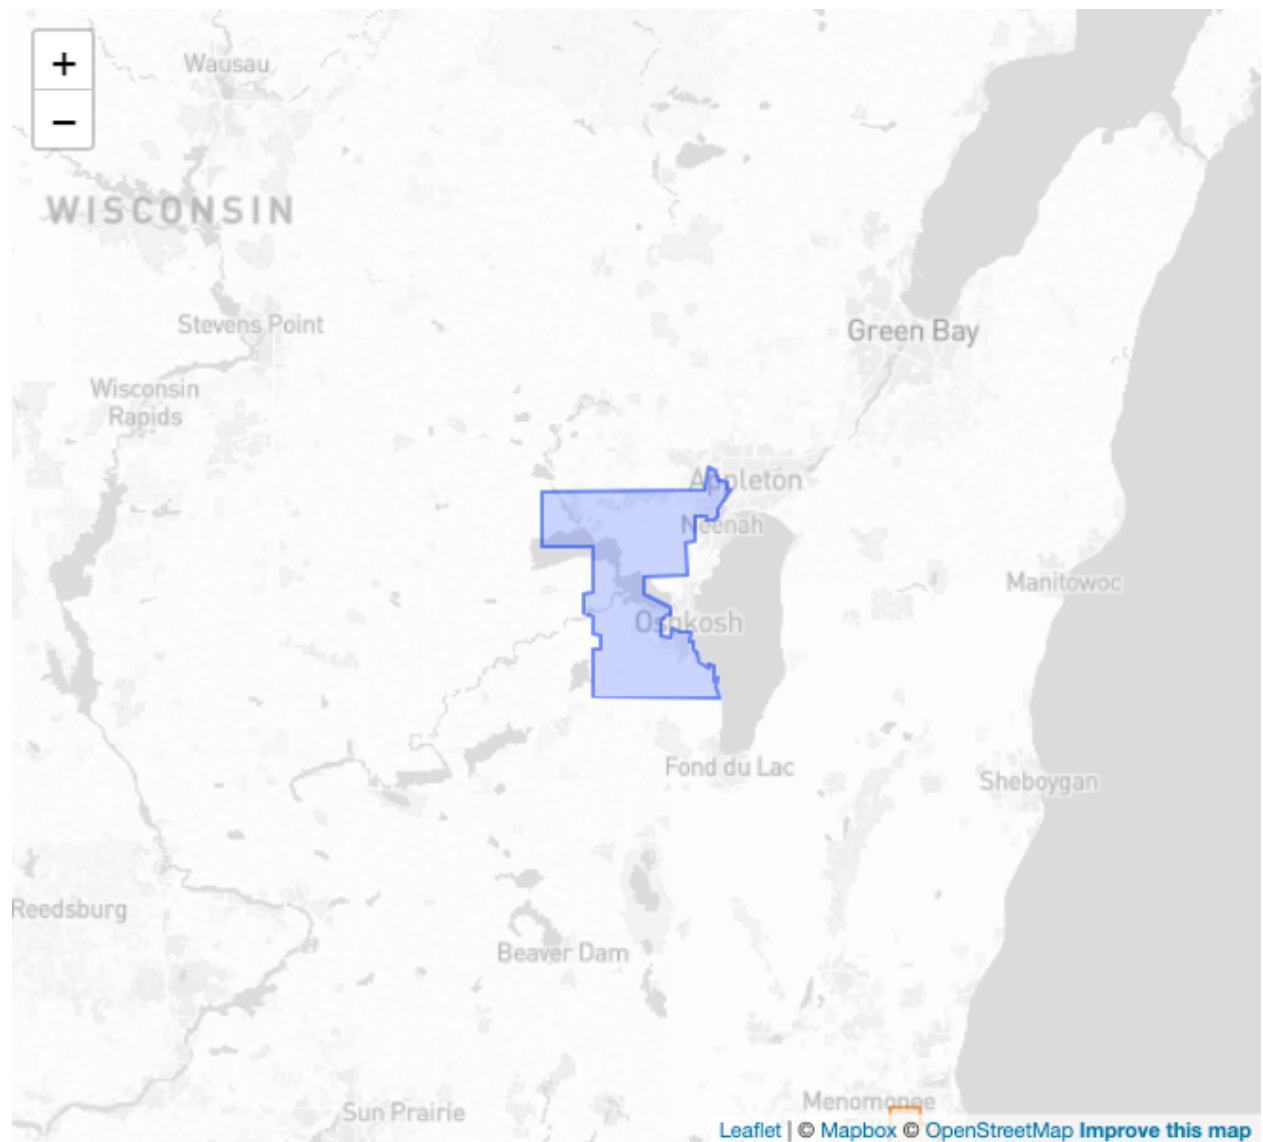 +
Wausau
−
WISCONSIN
Stevens Point
Green Bay
Wisconsin
Rapids
Appleton
Neenah
Manitowoc
Oshkosh
Fond du Lac
Sheboygan
Reedsburg
Beaver Dam
Menomonee
Sun Prairie
Leaflet | © Mapbox © OpenStreetMap Improve this map